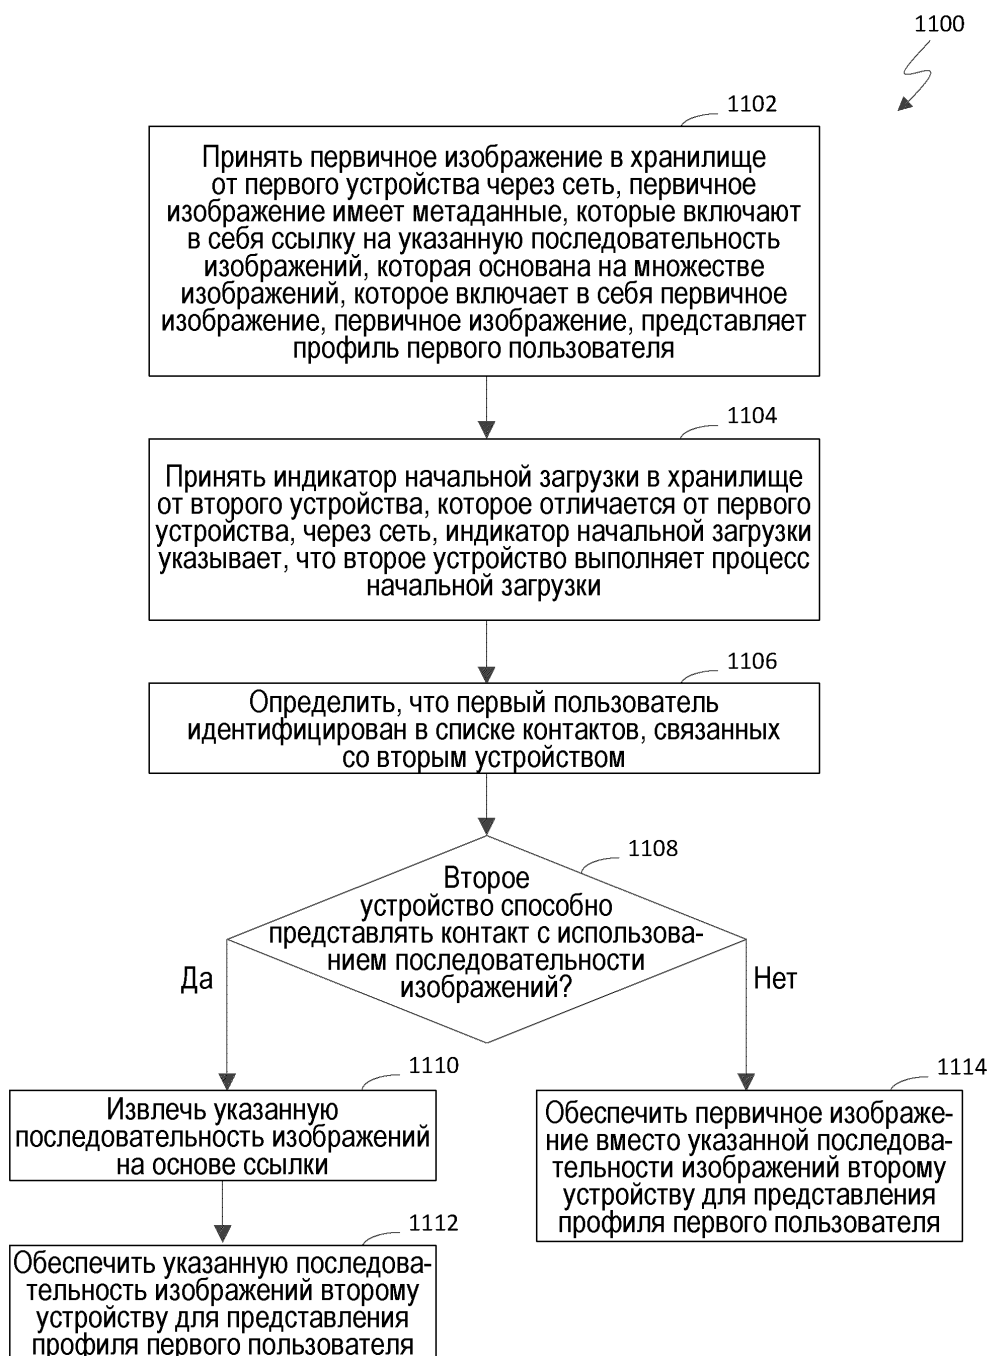 1100
1102
Принять первичное изображение в хранилище
от первого устройства через сеть, первичное
изображение имеет метаданные, которые включают
в себя ссылку на указанную последовательность
изображений, которая основана на множестве
изображений, которое включает в себя первичное
изображение, первичное изображение, представляет
профиль первого пользователя
1104
Принять индикатор начальной загрузки в хранилище
от второго устройства, которое отличается от первого
устройства, через сеть, индикатор начальной загрузки
указывает, что второе устройство выполняет процесс
начальной загрузки
1106
Определить, что первый пользователь
идентифицирован в списке контактов, связанных
со вторым устройством
1108
Второе
устройство способно
представлять контакт с использова-
нием последовательности
изображений?
Да
Нет
1110
Извлечь указанную
последовательность изображений
на основе ссылки
1112
Обеспечить указанную последова-
тельность изображений второму
устройству для представления
профиля первого пользователя
1114
Обеспечить первичное изображе-
ние вместо указанной последова-
тельности изображений второму
устройству для представления
профиля первого пользователя